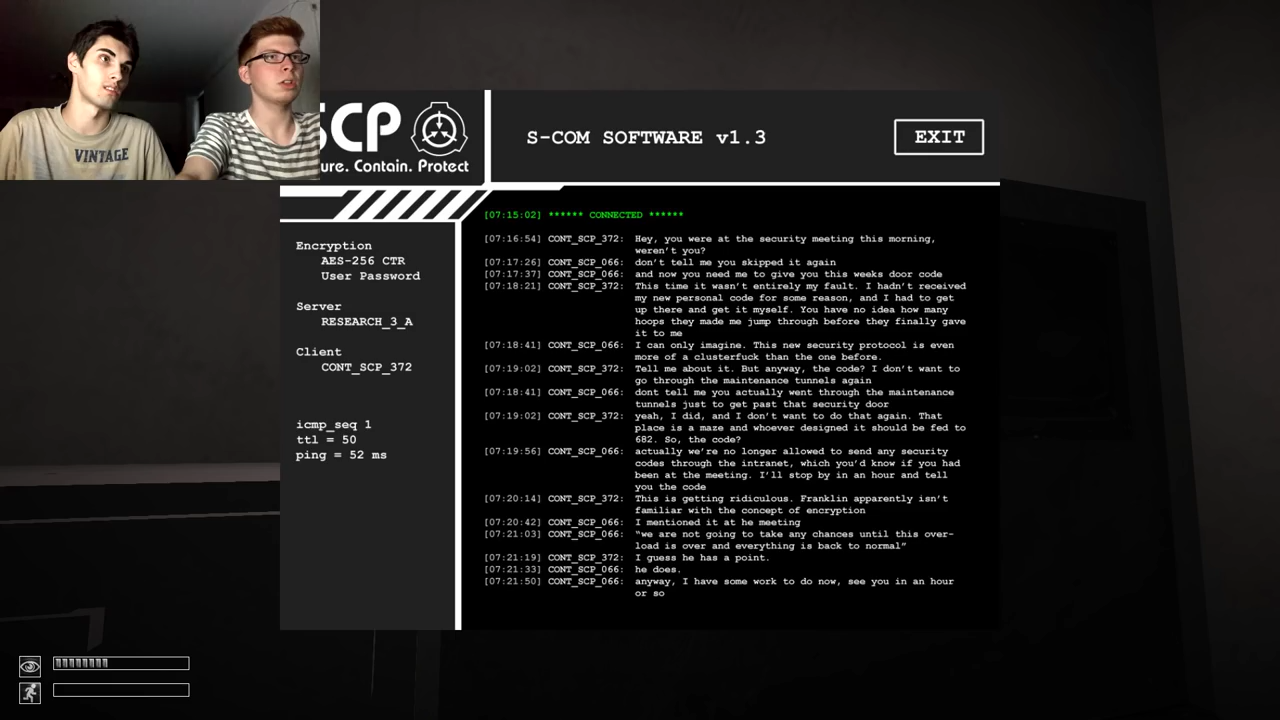 VINTAGE
SCP
ure. Contain. Protect
S-COM SOFTWARE v1.3
EXIT
Encryption
AES-256 CTR
User Password
Server
RESEARCH_3_A
Client
CONT_SCP_372
icmp_seq 1
ttl = 50
ping = 52 ms
[07:15:02] ****** CONNECTED ******
[07:16:54] CONT_SCP_372: Hey, you were at the security meeting this morning,
weren't you?
[07:17:26] CONT_SCP_066: don't tell me you skipped it again
[07:17:37] CONT_SCP_066: and now you need me to give you this weeks door code
[07:18:21] CONT_SCP_372: This time it wasn't entirely my fault. I hadn't received
my new personal code for some reason, and I had to get
up there and get it myself. You have no idea how many
hoops they made me jump through before they finally gave
it to me
[07:18:41] CONT_SCP_066: I can only imagine. This new security protocol is even
more of a clusterfuck than the one before.
[07:19:02] CONT_SCP_372: Tell me about it. But anyway, the code? I don't want to
go through the maintenance tunnels again
[07:18:41] CONT_SCP_066: dont tell me you actually went through the maintenance
tunnels just to get past that security door
[07:19:02] CONT_SCP_372: yeah, I did, and I don't want to do that again. That
place is a maze and whoever designed it should be fed to
682. So, the code?
[07:19:56] CONT_SCP_066: actually we're no longer allowed to send any security
codes through the intranet, which you'd know if you had
been at the meeting. I'll stop by in an hour and tell
you the code
[07:20:14] CONT_SCP_372: This is getting ridiculous. Franklin apparently isn't
familiar with the concept of encryption
[07:20:42] CONT_SCP_066: I mentioned it at he meeting
[07:21:03] CONT_SCP_066: "we are not going to take any chances until this over-
load is over and everything is back to normal"
[07:21:19] CONT_SCP_372: I guess he has a point.
[07:21:33] CONT_SCP_066: he does.
[07:21:50] CONT_SCP_066: anyway, I have some work to do now, see you in an hour
or so